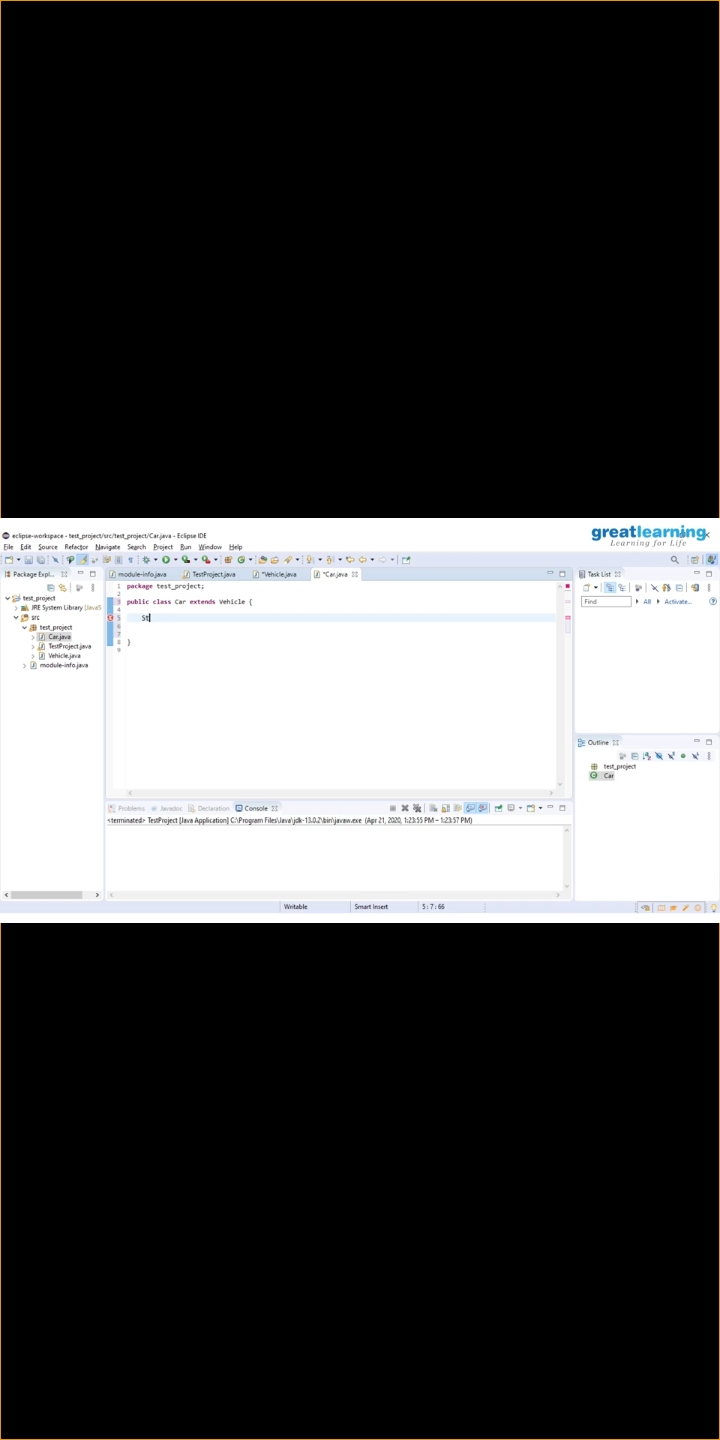 eclipse-workspace - test_project/src/test_project/Car.java - Eclipse IDE
greatlearning
Learning for Life
File Edit Source Refactor Navigate Search Project Run Window Help
Package Expl...
module-info.java TestProject.java *Vehicle.java *Car.java
Task List
test_project
JRE System Library [JavaS
src
test_project
Car.java
TestProject.java
Vehicle.java
module-info.java
1 package test_project;
2
3 public class Car extends Vehicle {
4
5 St
6
7
8 }
9
Find All Activate...
Outline
test_project
Car
Problems Javadoc Declaration Console
<terminated> TestProject [Java Application] C:\Program Files\Java\jdk-13.0.2\bin\javaw.exe (Apr 21, 2020, 1:23:55 PM – 1:23:57 PM)
Writable Smart Insert 5 : 7 : 66